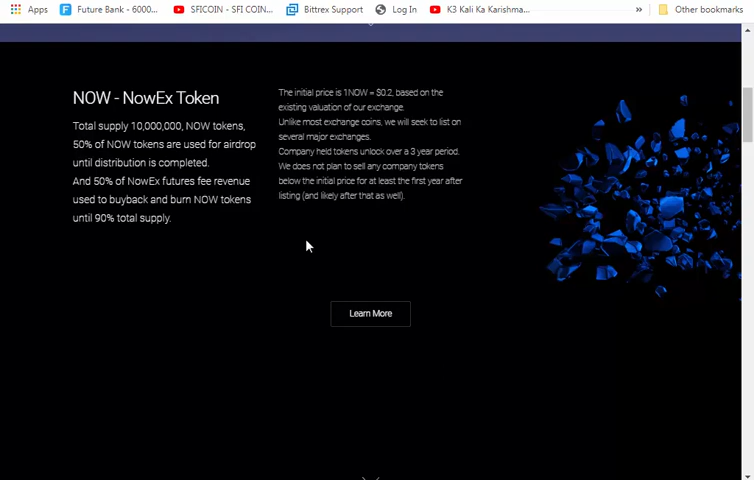 Apps
Future Bank - 6000...
SFICOIN - SFI COIN...
Bittrex Support
Log In
K3 Kali Ka Karishma...
»
Other bookmarks
NOW - NowEx Token
Total supply 10,000,000, NOW tokens,
50% of NOW tokens are used for airdrop
until distribution is completed.
And 50% of NowEx futures fee revenue
used to buyback and burn NOW tokens
until 90% total supply.
The initial price is 1NOW = $0.2, based on the
existing valuation of our exchange.
Unlike most exchange coins, we will seek to list on
several major exchanges.
Company held tokens unlock over a 3 year period.
We does not plan to sell any company tokens
below the initial price for at least the first year after
listing (and likely after that as well).
Learn More